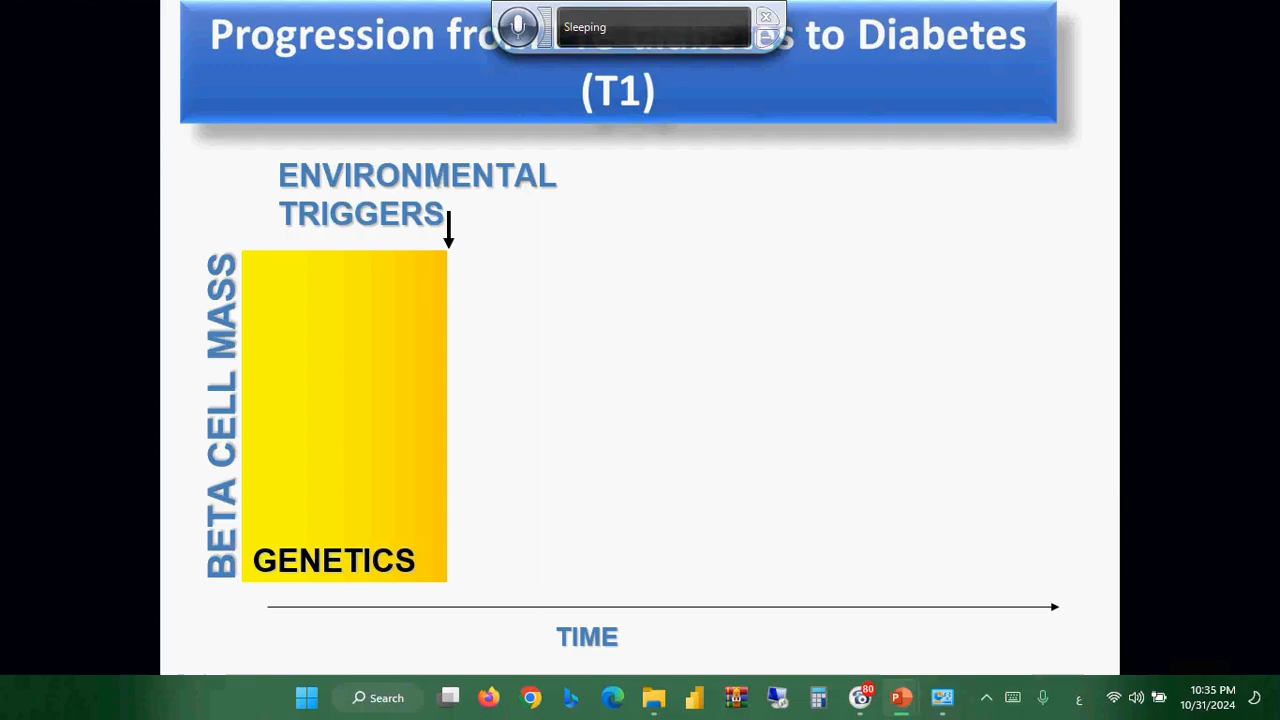 Progression to Diabetes
(T1)
Sleeping
ENVIRONMENTAL
TRIGGERS
BETA CELL MASS
GENETICS
TIME
Search
80
ع
10:35 PM
10/31/2024